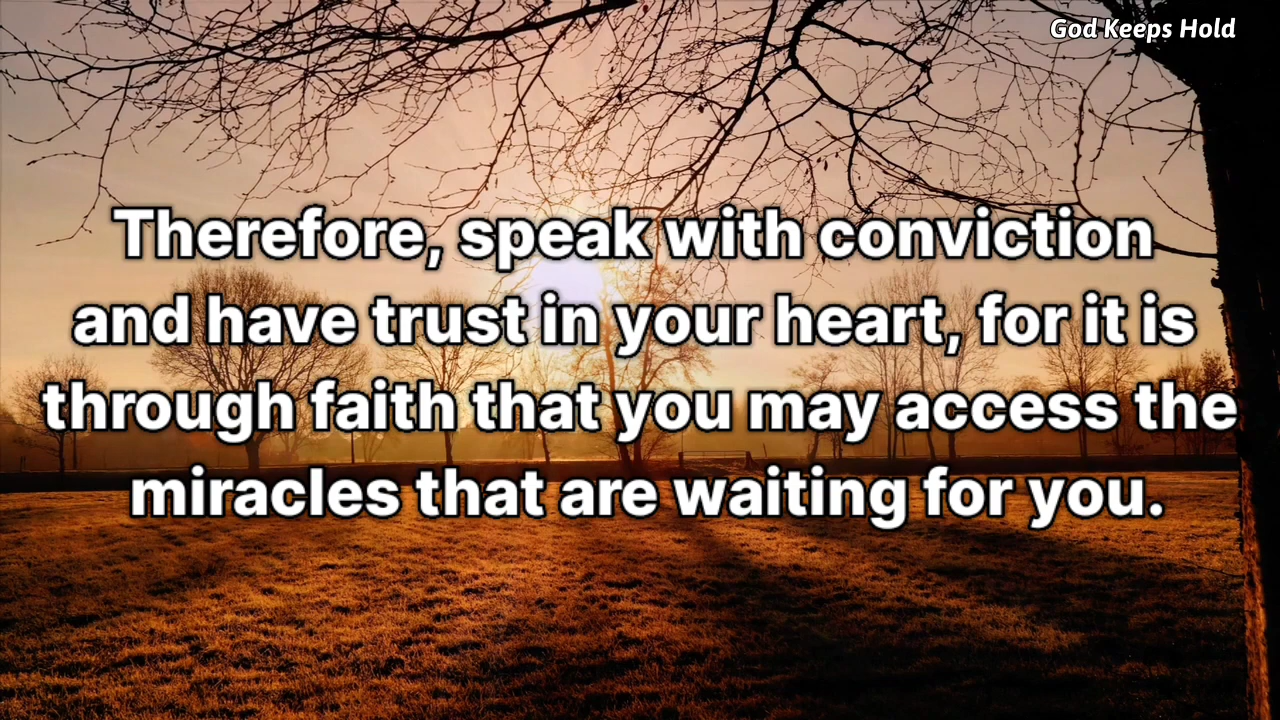 God Keeps Hold
Therefore, speak with conviction
and have trust in your heart, for it is
through faith that you may access the
miracles that are waiting for you.